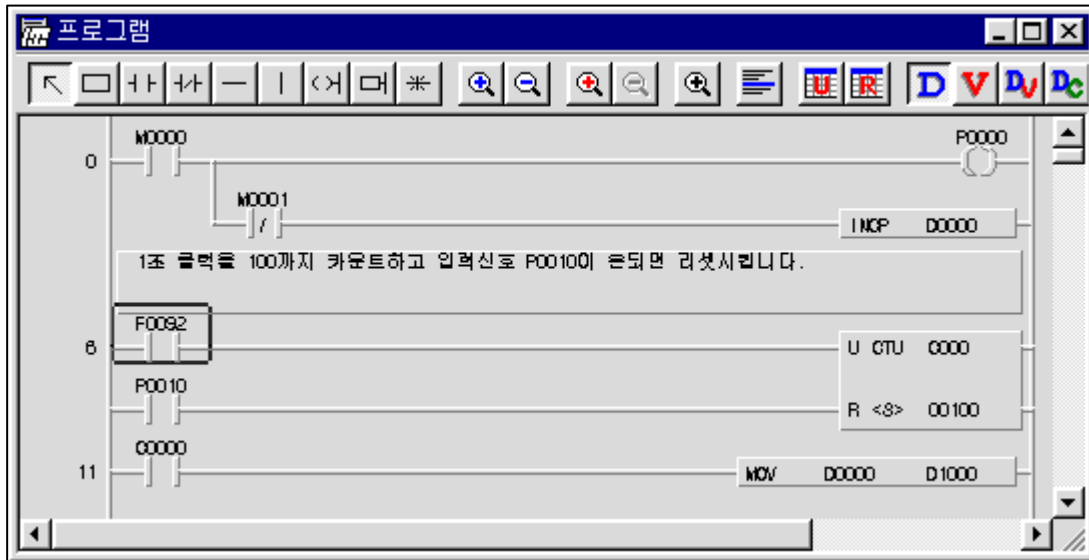 프로그램
U R D V DU DC
M0000 P0000
0
M0001
INCP D0000
1초 클럭을 100까지 카운트하고 입력신호 P0010이 온되면 리셋시킵니다.
F0092
6 U CTU C000
P0010
R <S> 00100
C0000
11 MOV D0000 D1000